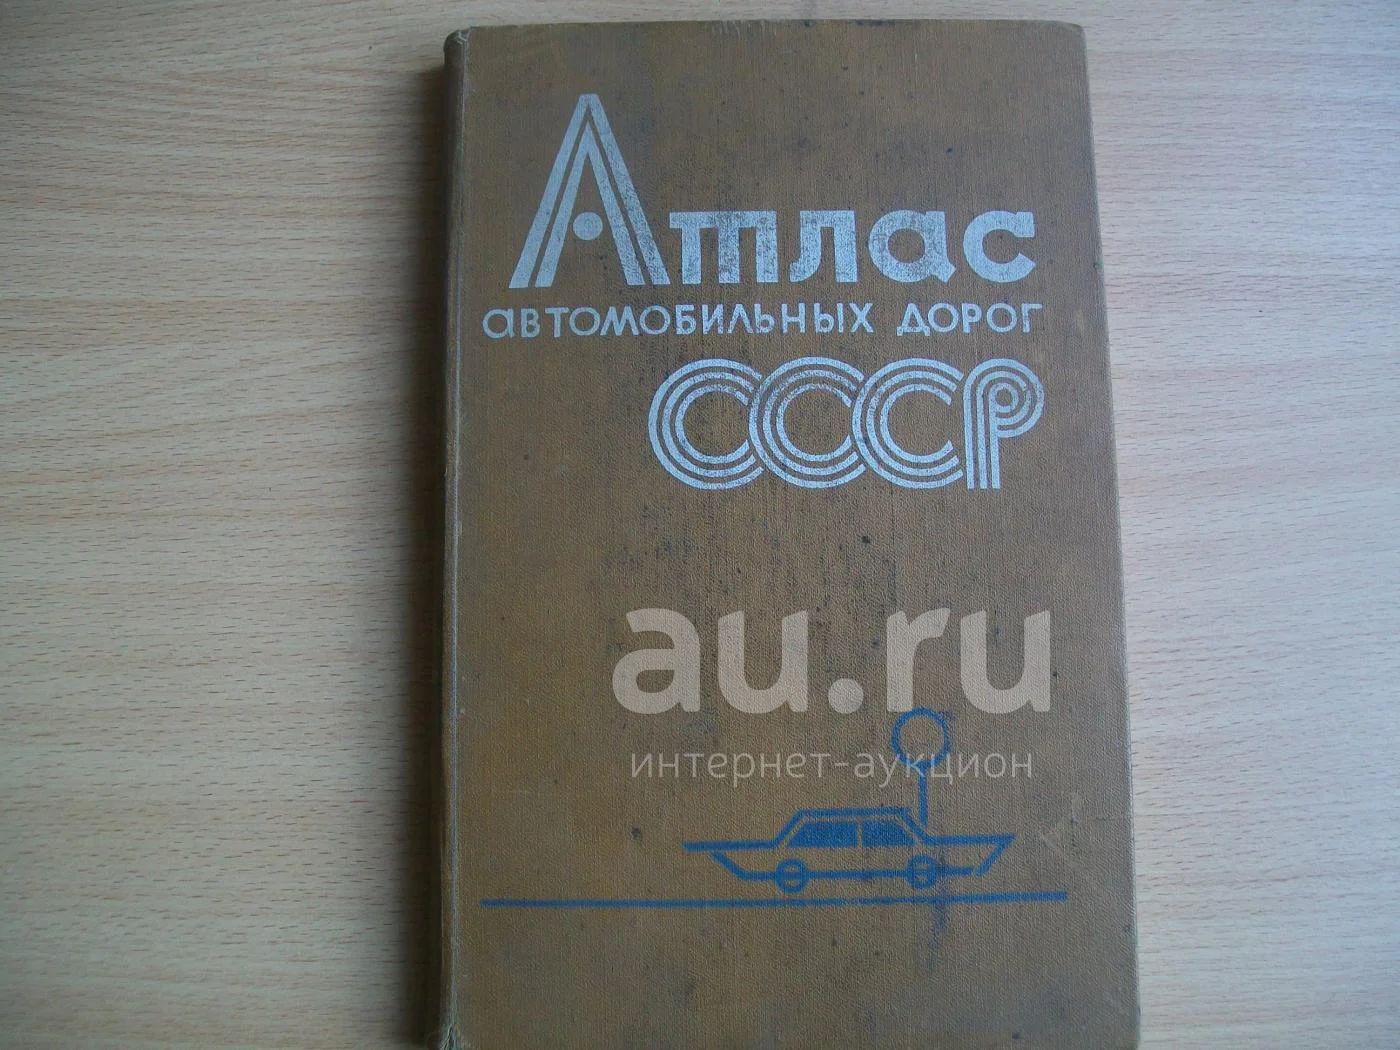 Атлас
автомобильных дорог
СССР
au.ru
интернет-аукцион